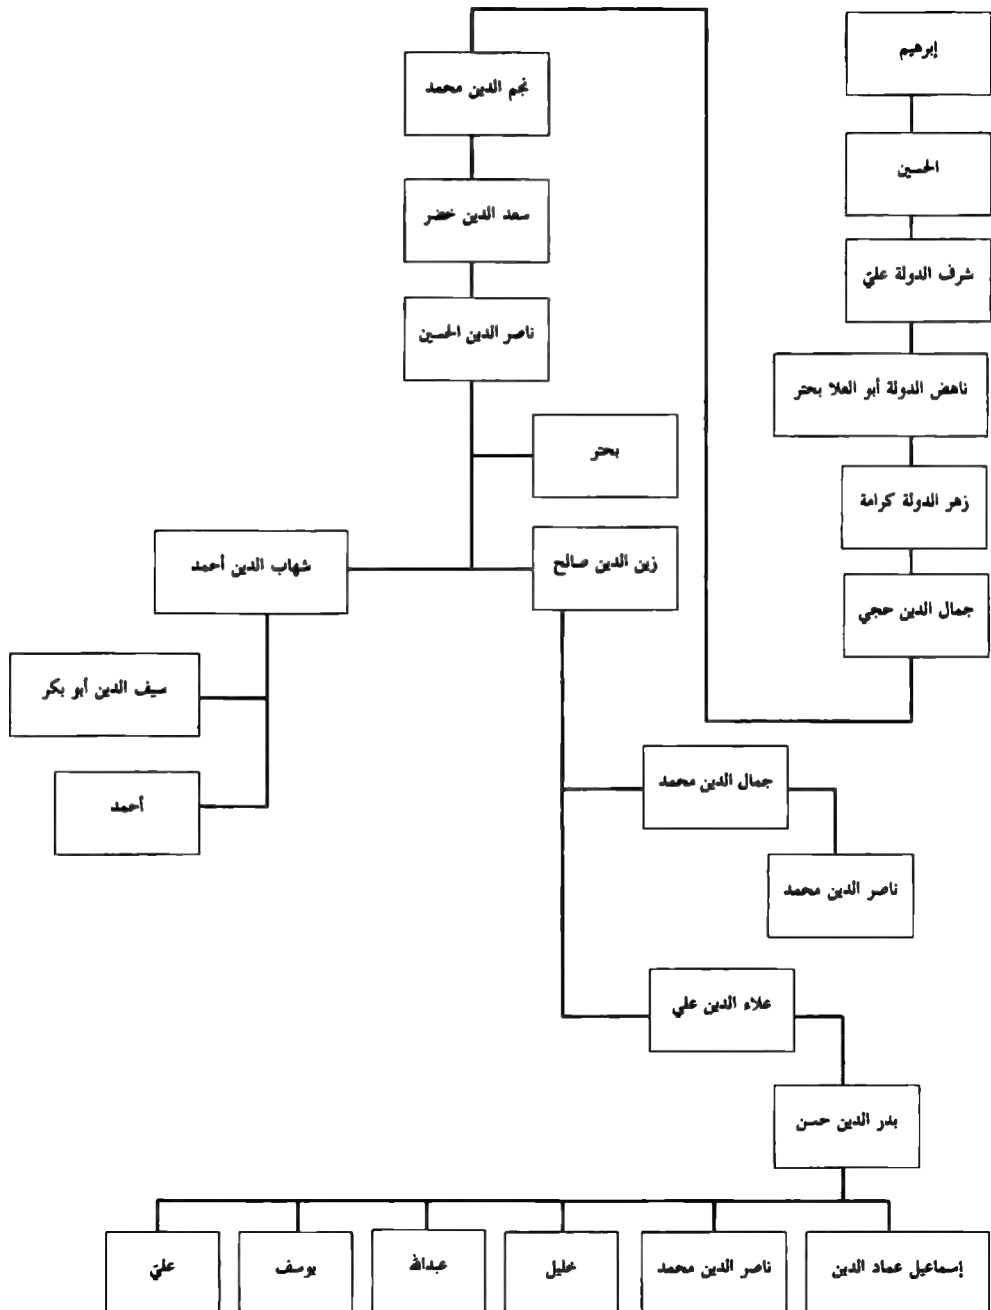 إبرهيم
الحسين
شرف الدولة عليّ
ناهض الدولة أبو العلا بحتر
زهر الدولة كرامة
جمال الدين حجي
نجم الدين محمد
سعد الدين خضر
ناصر الدين الحسين
بحتر
زين الدين صالح
شهاب الدين أحمد
سيف الدين أبو بكر
أحمد
جمال الدين محمد
ناصر الدين محمد
علاء الدين علي
بدر الدين حسن
إسماعيل عماد الدين
ناصر الدين محمد
خليل
عبدالله
يوسف
عليّ